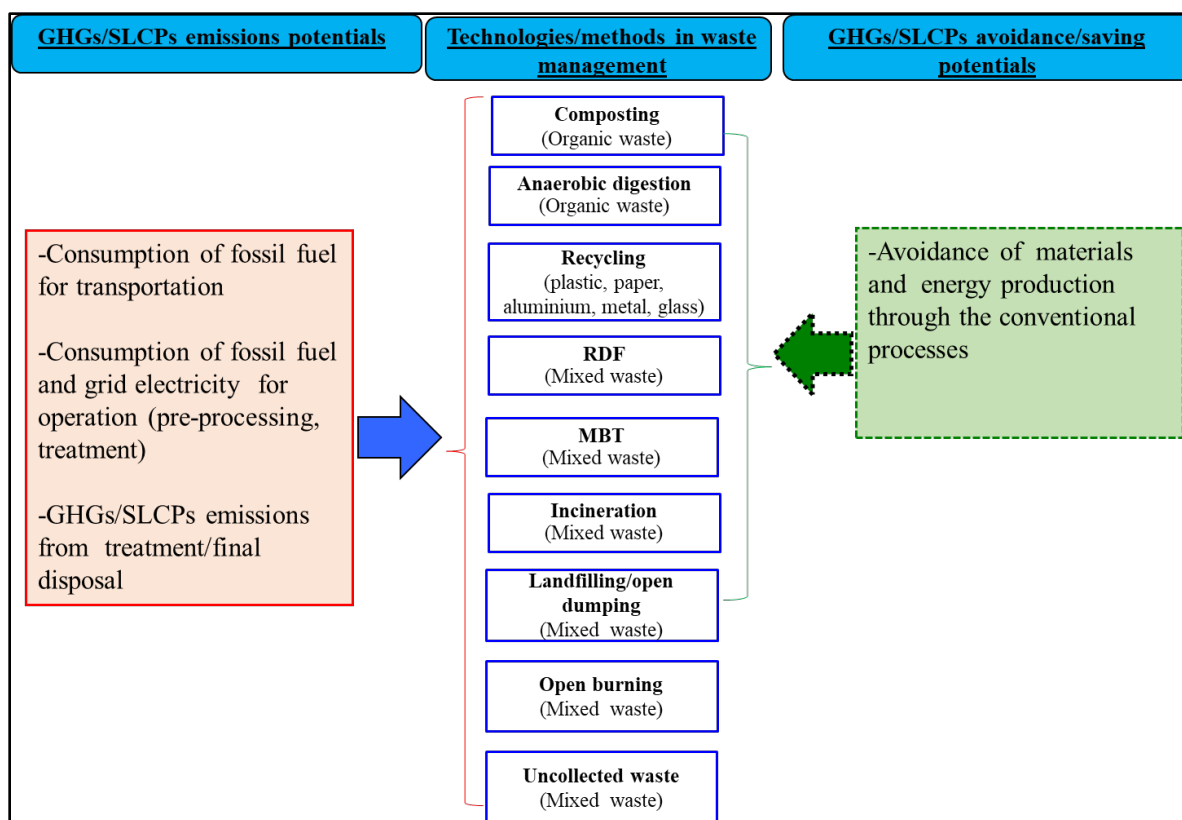 GHGs/SLCPs emissions potentials
Technologies/methods in waste
management
GHGs/SLCPs avoidance/saving
potentials
-Consumption of fossil fuel
for transportation
-Consumption of fossil fuel
and grid electricity for
operation (pre-processing,
treatment)
-GHGs/SLCPs emissions
from treatment/final
disposal
Composting
(Organic waste)
Anaerobic digestion
(Organic waste)
Recycling
(plastic, paper,
aluminium, metal, glass)
RDF
(Mixed waste)
MBT
(Mixed waste)
Incineration
(Mixed waste)
Landfilling/open
dumping
(Mixed waste)
Open burning
(Mixed waste)
Uncollected waste
(Mixed waste)
-Avoidance of materials
and energy production
through the conventional
processes